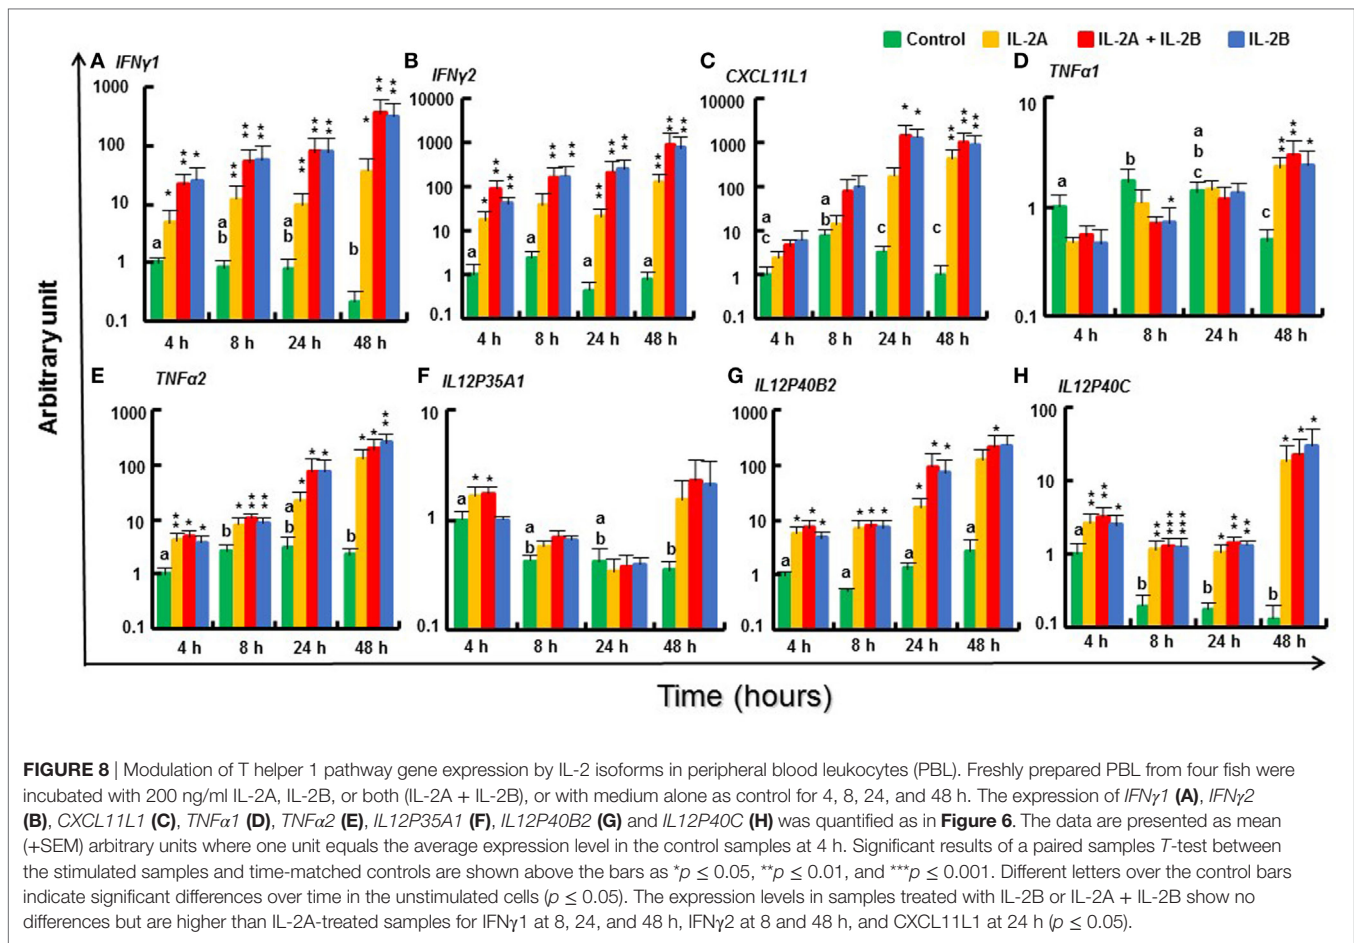 Control IL-2A IL-2A + IL-2B IL-2B
A IFNγ1
1000
100
10
1
0.1
a
*
**
*
a b
**
**
**
a b
**
**
**
b
*
**
**
4 h 8 h 24 h 48 h
B IFNγ2
10000
1000
100
10
1
0.1
a
*
**
**
a
**
**
a
**
**
**
a
**
**
**
4 h 8 h 24 h 48 h
C CXCL11L1
10000
1000
100
10
1
0.1
a c
a b
c
*
*
c
**
**
**
4 h 8 h 24 h 48 h
D TNFα1
10
1
0.1
a
b
*
a b c
c
**
**
*
4 h 8 h 24 h 48 h
Arbitrary unit
E TNFα2
1000
100
10
1
0.1
a
**
*
*
b
*
**
**
a b
*
*
*
b
*
*
**
4 h 8 h 24 h 48 h
F IL12P35A1
10
1
0.1
a
*
*
a b
a b
b
4 h 8 h 24 h 48 h
G IL12P40B2
1000
100
10
1
0.1
a
*
*
*
a
*
*
*
a
*
*
*
a
*
4 h 8 h 24 h 48 h
H IL12P40C
100
10
1
0.1
a
**
**
*
b
**
***
***
b
*
**
**
b
*
*
*
4 h 8 h 24 h 48 h
Time (hours)
FIGURE 8 | Modulation of T helper 1 pathway gene expression by IL-2 isoforms in peripheral blood leukocytes (PBL). Freshly prepared PBL from four fish were
incubated with 200 ng/ml IL-2A, IL-2B, or both (IL-2A + IL-2B), or with medium alone as control for 4, 8, 24, and 48 h. The expression of IFNγ1 (A), IFNγ2
(B), CXCL11L1 (C), TNFα1 (D), TNFα2 (E), IL12P35A1 (F), IL12P40B2 (G) and IL12P40C (H) was quantified as in Figure 6. The data are presented as mean
(+SEM) arbitrary units where one unit equals the average expression level in the control samples at 4 h. Significant results of a paired samples T-test between
the stimulated samples and time-matched controls are shown above the bars as *p ≤ 0.05, **p ≤ 0.01, and ***p ≤ 0.001. Different letters over the control bars
indicate significant differences over time in the unstimulated cells (p ≤ 0.05). The expression levels in samples treated with IL-2B or IL-2A + IL-2B show no
differences but are higher than IL-2A-treated samples for IFNγ1 at 8, 24, and 48 h, IFNγ2 at 8 and 48 h, and CXCL11L1 at 24 h (p ≤ 0.05).